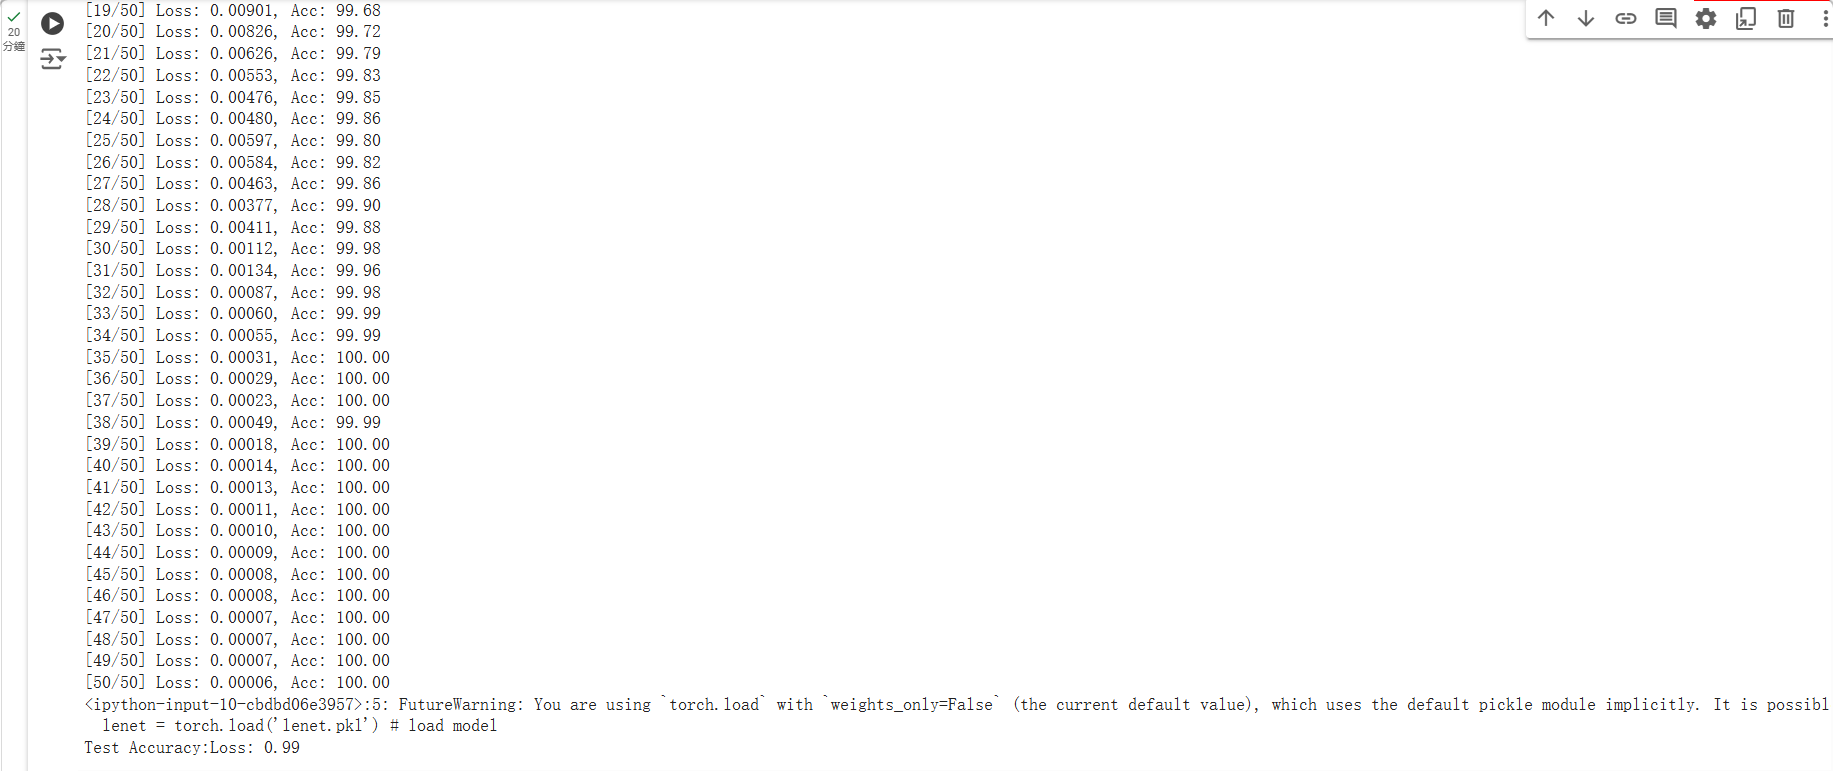 20
分鐘
[19/50] Loss: 0.00901, Acc: 99.68
[20/50] Loss: 0.00826, Acc: 99.72
[21/50] Loss: 0.00626, Acc: 99.79
[22/50] Loss: 0.00553, Acc: 99.83
[23/50] Loss: 0.00476, Acc: 99.85
[24/50] Loss: 0.00480, Acc: 99.86
[25/50] Loss: 0.00597, Acc: 99.80
[26/50] Loss: 0.00584, Acc: 99.82
[27/50] Loss: 0.00463, Acc: 99.86
[28/50] Loss: 0.00377, Acc: 99.90
[29/50] Loss: 0.00411, Acc: 99.88
[30/50] Loss: 0.00112, Acc: 99.98
[31/50] Loss: 0.00134, Acc: 99.96
[32/50] Loss: 0.00087, Acc: 99.98
[33/50] Loss: 0.00060, Acc: 99.99
[34/50] Loss: 0.00055, Acc: 99.99
[35/50] Loss: 0.00031, Acc: 100.00
[36/50] Loss: 0.00029, Acc: 100.00
[37/50] Loss: 0.00023, Acc: 100.00
[38/50] Loss: 0.00049, Acc: 99.99
[39/50] Loss: 0.00018, Acc: 100.00
[40/50] Loss: 0.00014, Acc: 100.00
[41/50] Loss: 0.00013, Acc: 100.00
[42/50] Loss: 0.00011, Acc: 100.00
[43/50] Loss: 0.00010, Acc: 100.00
[44/50] Loss: 0.00009, Acc: 100.00
[45/50] Loss: 0.00008, Acc: 100.00
[46/50] Loss: 0.00008, Acc: 100.00
[47/50] Loss: 0.00007, Acc: 100.00
[48/50] Loss: 0.00007, Acc: 100.00
[49/50] Loss: 0.00007, Acc: 100.00
[50/50] Loss: 0.00006, Acc: 100.00
<ipython-input-10-cbdbd06e3957>:5: FutureWarning: You are using `torch.load` with `weights_only=False` (the current default value), which uses the default pickle module implicitly. It is possibl
lenet = torch.load('lenet.pkl') # load model
Test Accuracy:Loss: 0.99